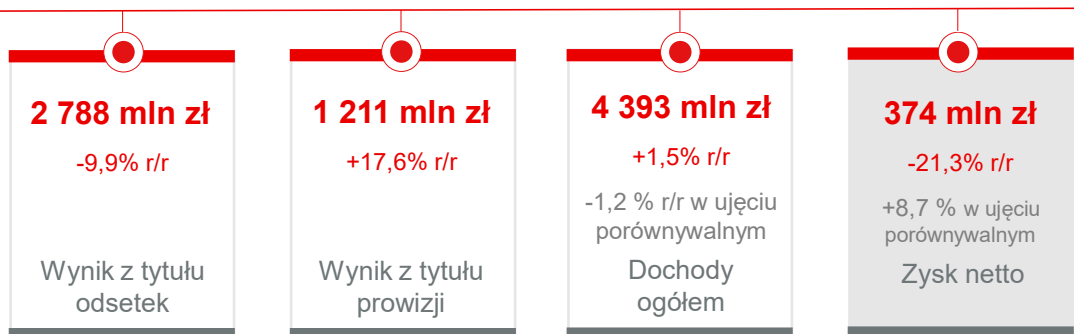 2 788 mln zł
-9,9% r/r
Wynik z tytułu
odsetek
1 211 mln zł
+17,6% r/r
Wynik z tytułu
prowizji
4 393 mln zł
+1,5% r/r
-1,2 % r/r w ujęciu
porównywalnym
Dochody
ogółem
374 mln zł
-21,3% r/r
+8,7 % w ujęciu
porównywalnym
Zysk netto